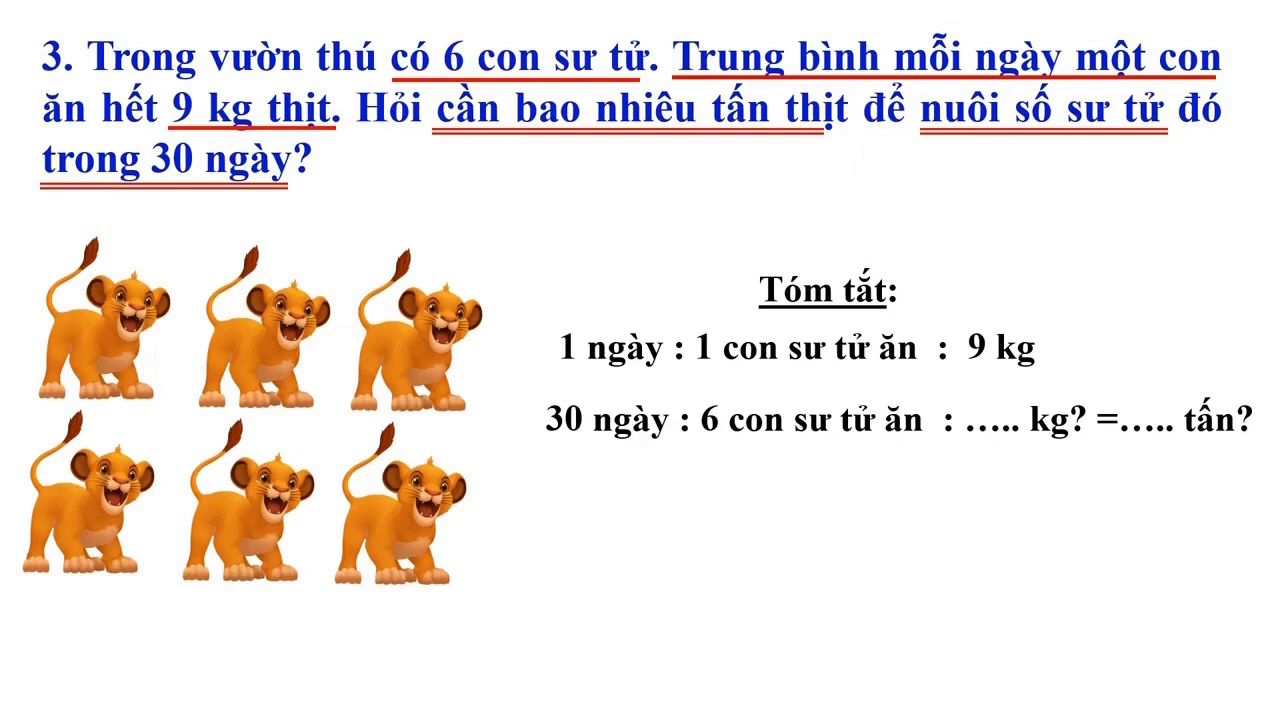 3. Trong vườn thú có 6 con sư tử. Trung bình mỗi ngày một con
ăn hết 9 kg thịt. Hỏi cần bao nhiêu tấn thịt để nuôi số sư tử đó
trong 30 ngày?
Tóm tắt:
1 ngày : 1 con sư tử ăn : 9 kg
30 ngày : 6 con sư tử ăn : ….. kg? =….. tấn?